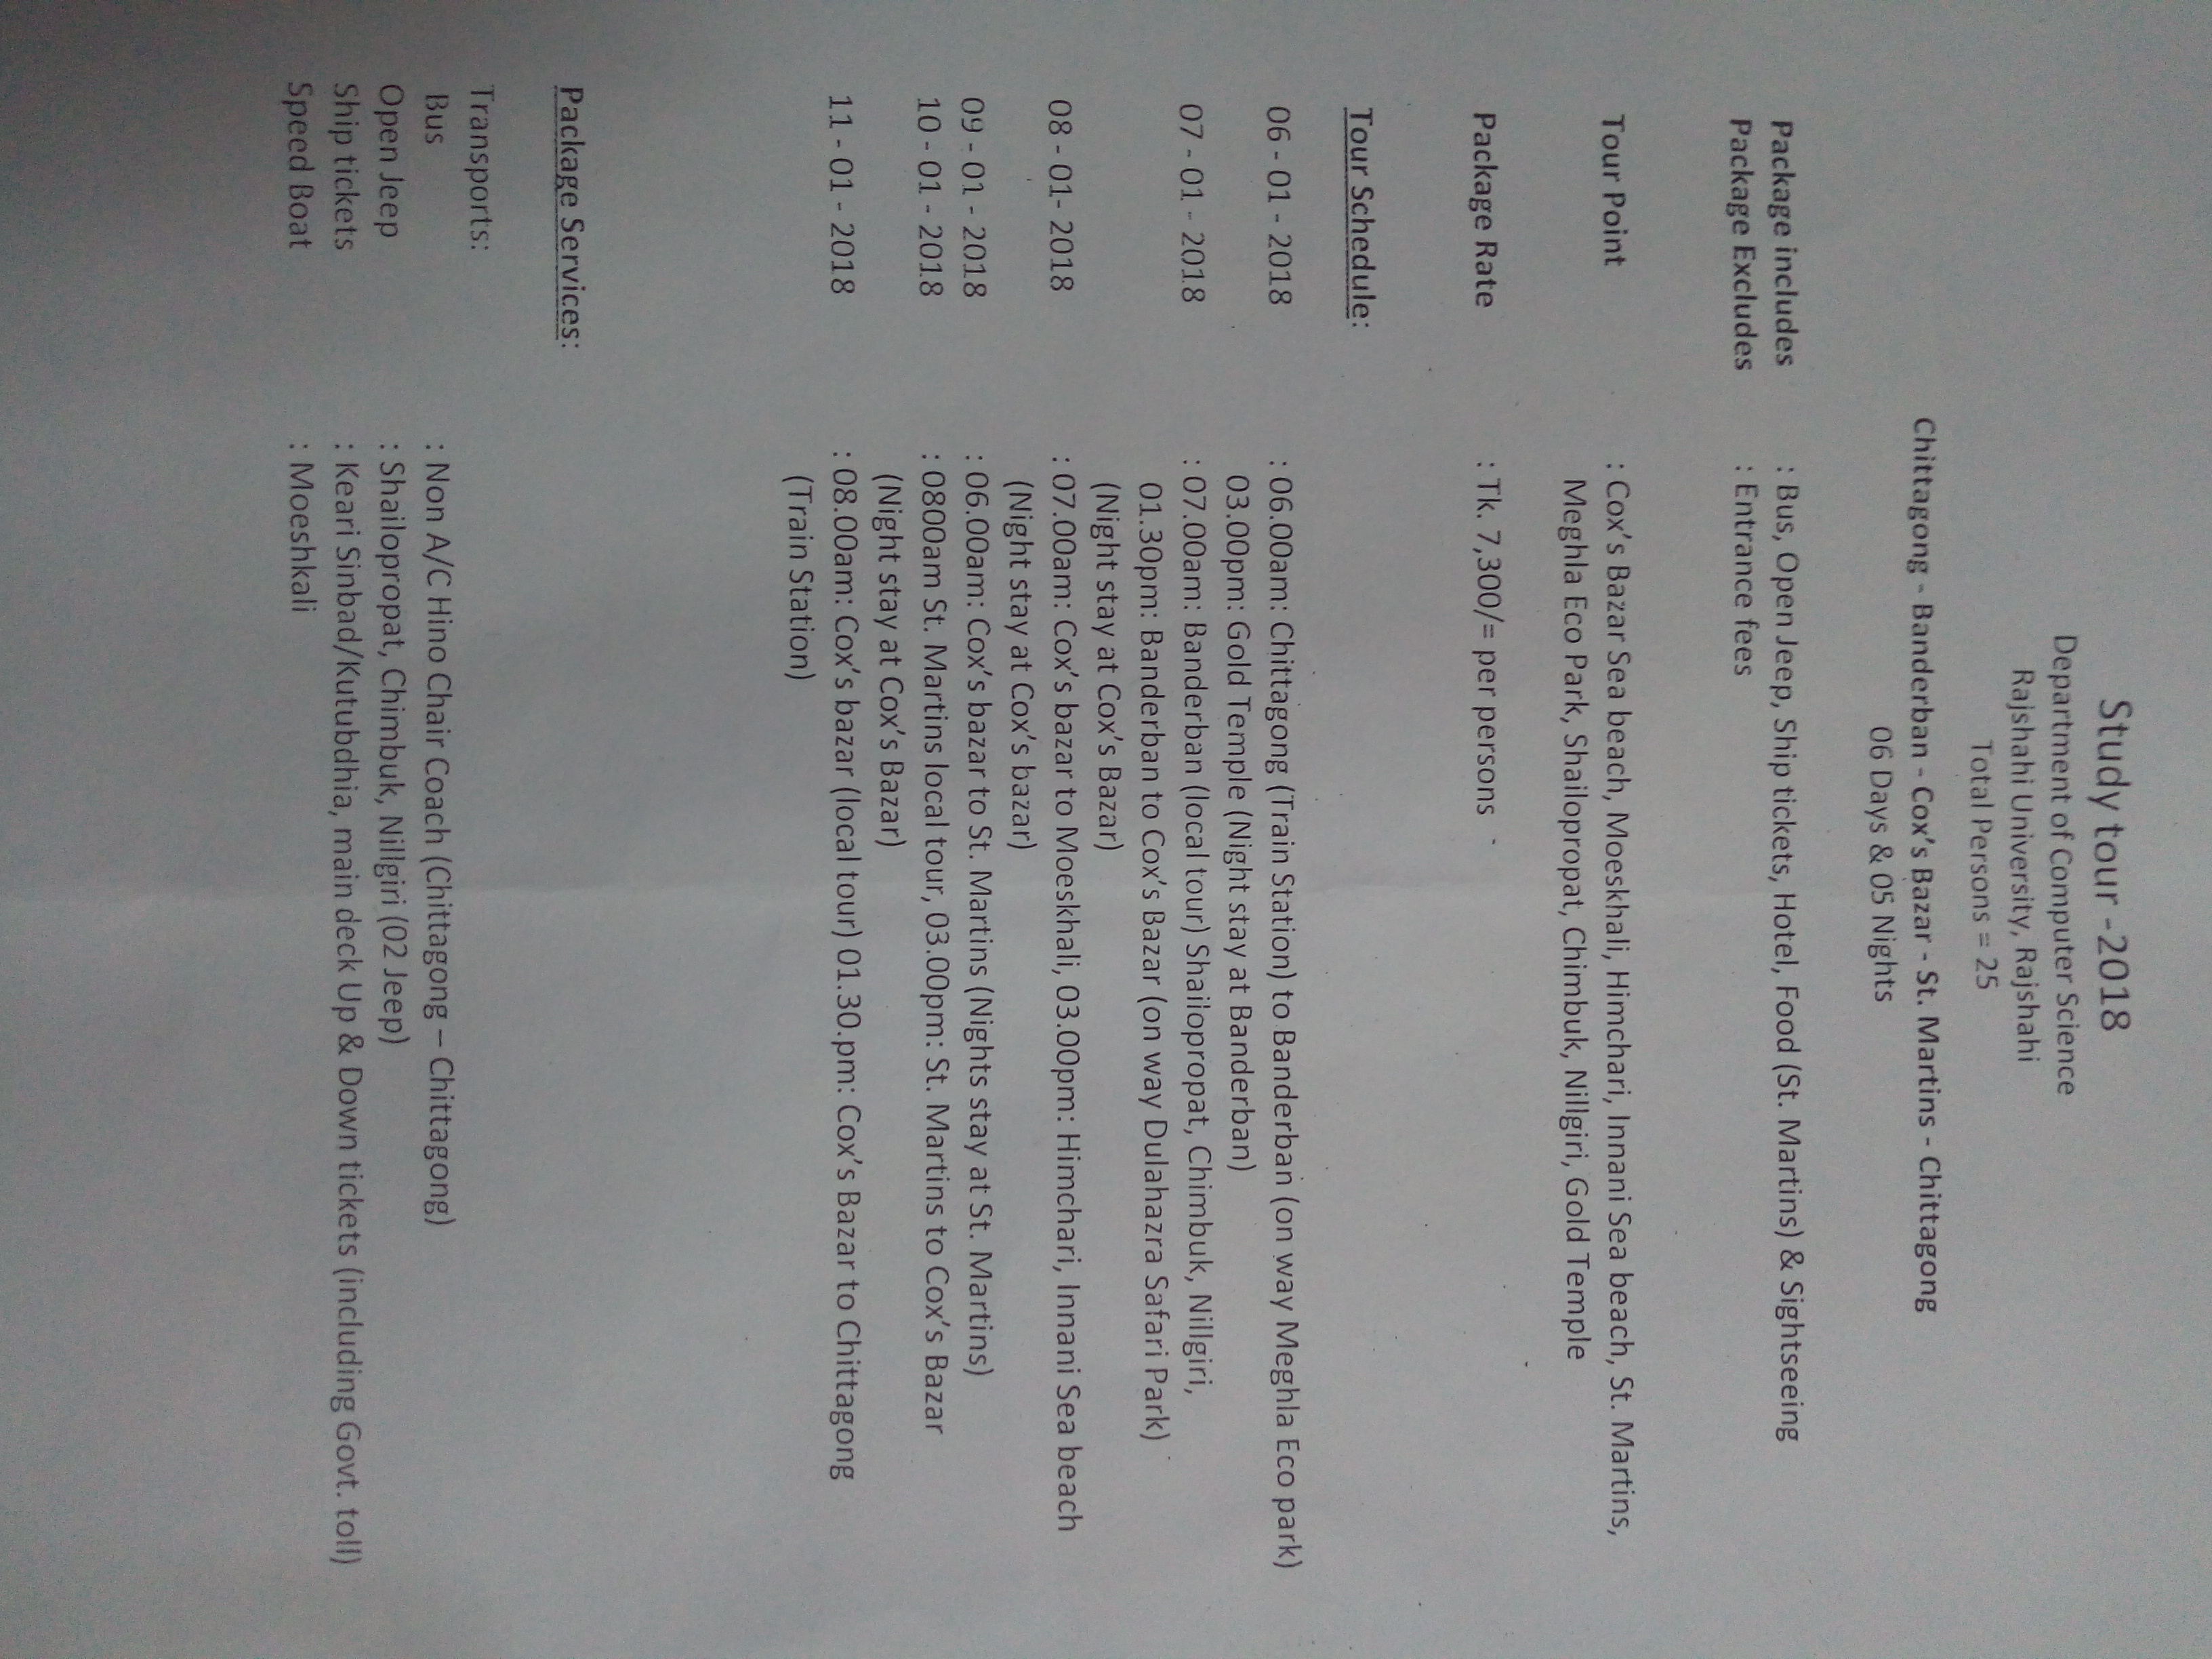 Study tour -2018
Department of Computer Science
Rajshahi University, Rajshahi
Total Persons = 25
Chittagong - Banderban - Cox's Bazar - St. Martins - Chittagong
06 Days & 05 Nights
Package includes : Bus, Open Jeep, Ship tickets, Hotel, Food (St. Martins) & Sightseeing
Package Excludes : Entrance fees
Tour Point : Cox's Bazar Sea beach, Moeskhali, Himchari, Innani Sea beach, St. Martins,
Meghla Eco Park, Shailopropat, Chimbuk, Nillgiri, Gold Temple
Package Rate : Tk. 7,300/= per persons
Tour Schedule:
06 - 01 - 2018 : 06.00am: Chittagong (Train Station) to Banderban (on way Meghla Eco park)
03.00pm: Gold Temple (Night stay at Banderban)
07 - 01 - 2018 : 07.00am: Banderban (local tour) Shailopropat, Chimbuk, Nillgiri,
01.30pm: Banderban to Cox's Bazar (on way Dulahazra Safari Park)
(Night stay at Cox's Bazar)
08 - 01- 2018 : 07.00am: Cox's bazar to Moeskhali, 03.00pm: Himchari, Innani Sea beach
(Night stay at Cox's bazar)
09 - 01 - 2018 : 06.00am: Cox's bazar to St. Martins (Nights stay at St. Martins)
10 - 01 - 2018 : 0800am St. Martins local tour, 03.00pm: St. Martins to Cox's Bazar
(Night stay at Cox's Bazar)
11 - 01 - 2018 : 08.00am: Cox's bazar (local tour) 01.30.pm: Cox's Bazar to Chittagong
(Train Station)
Package Services:
Transports:
Bus : Non A/C Hino Chair Coach (Chittagong – Chittagong)
Open Jeep : Shailopropat, Chimbuk, Nillgiri (02 Jeep)
Ship tickets : Keari Sinbad/Kutubdhia, main deck Up & Down tickets (including Govt. toll)
Speed Boat : Moeshkali